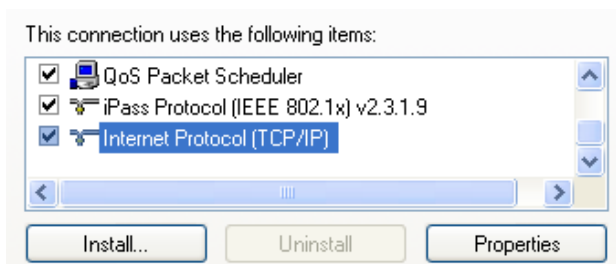 This connection uses the following items:
QoS Packet Scheduler
iPass Protocol (IEEE 802.1x) v2.3.1.9
Internet Protocol (TCP/IP)
Install...
Uninstall
Properties